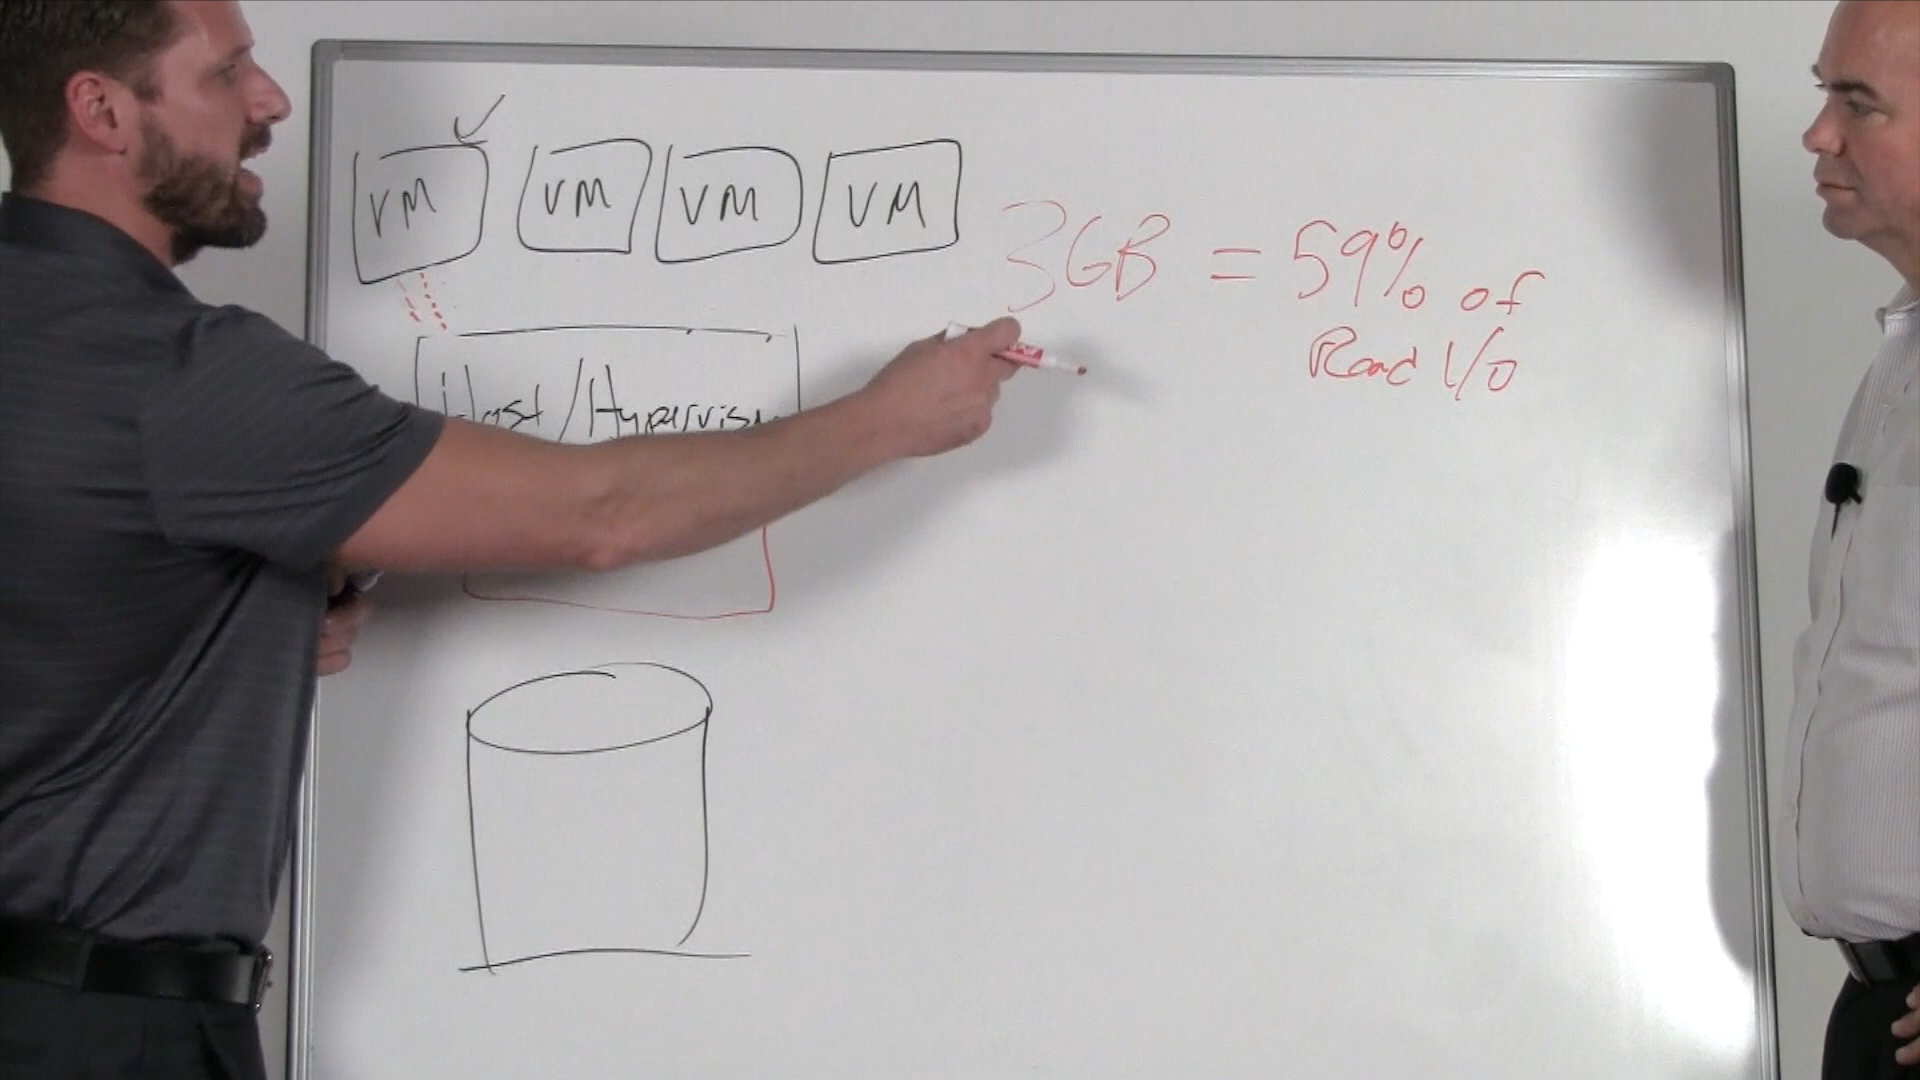 VM VM VM VM
3GB = 59% of
Read I/O
Host/Hypervisor